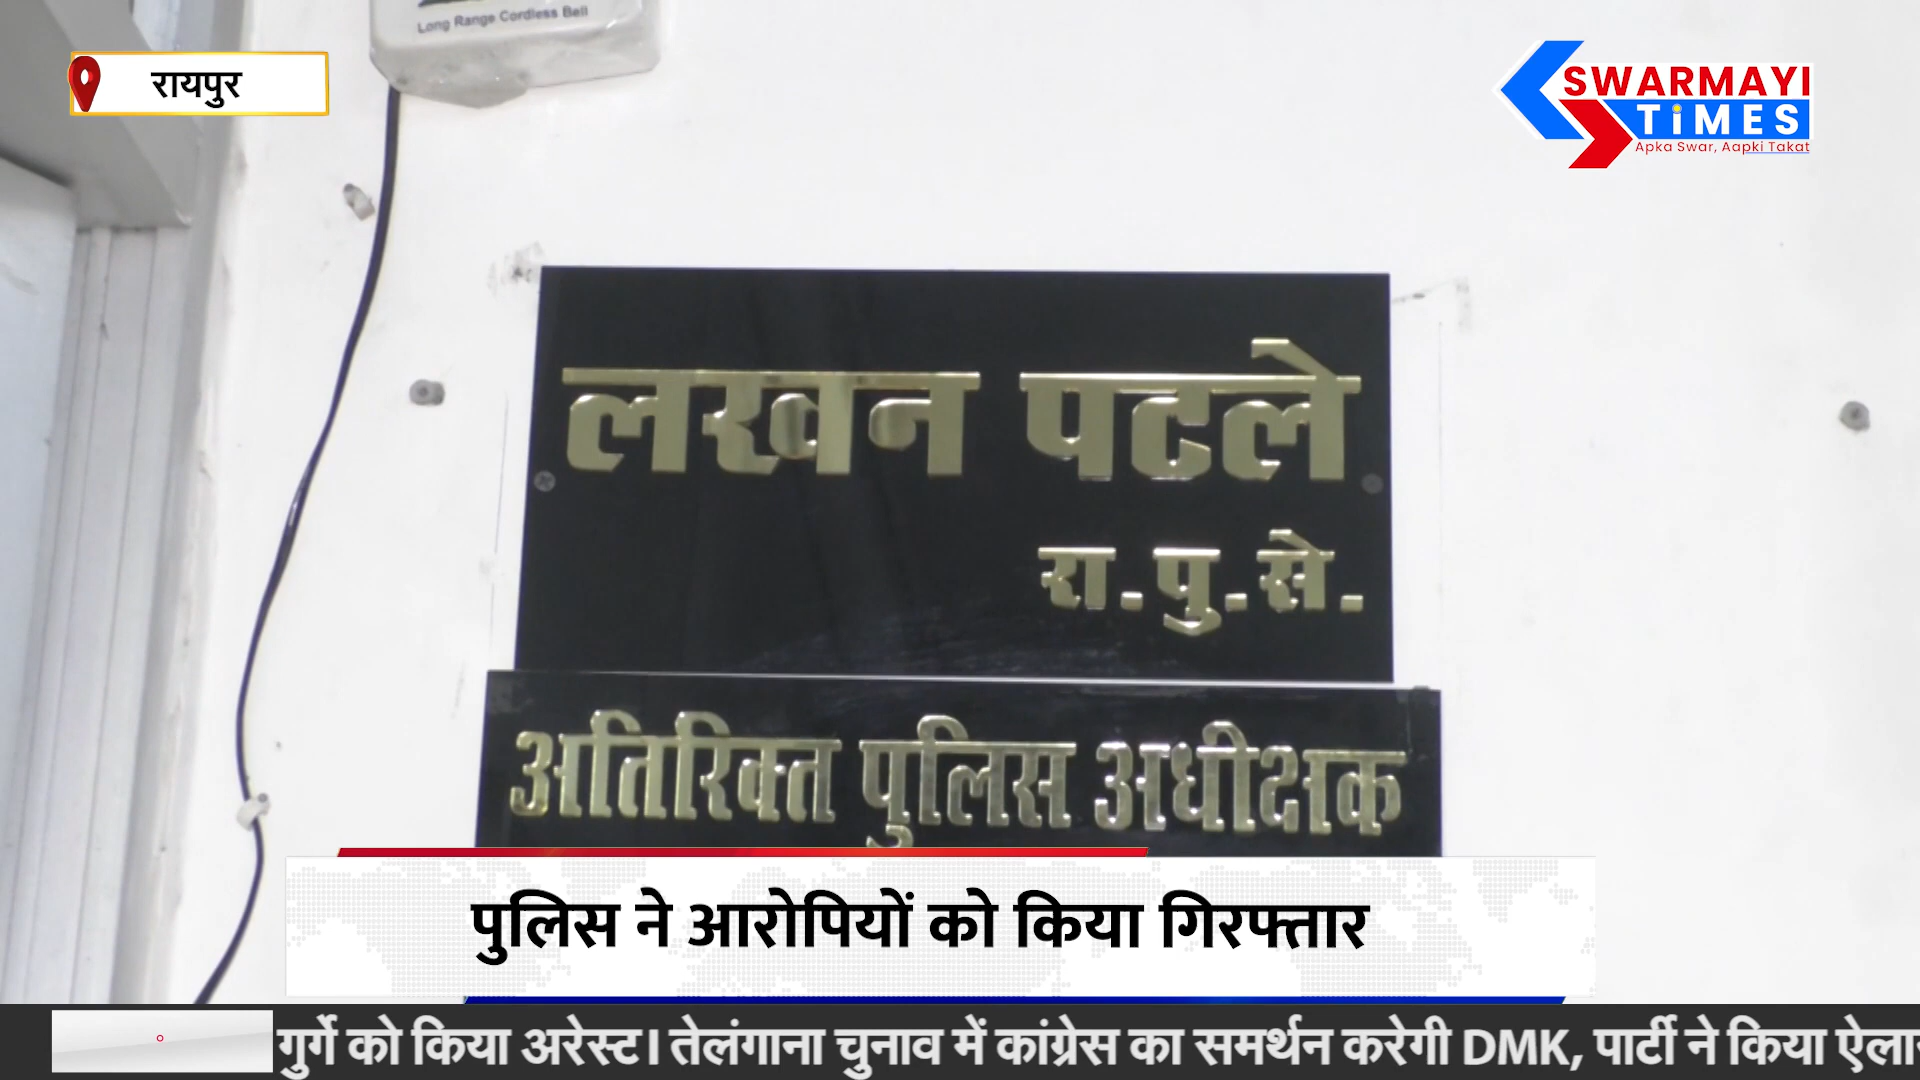 Long Range Cordless Bell
रायपुर
SWARMAYI
TiMES
Apka Swar, Aapki Takat
लखन पटले
रा.पु.से.
अतिरिक्त पुलिस अधीक्षक
पुलिस ने आरोपियों को किया गिरफ्तार
गुर्गे को किया अरेस्ट। तेलंगाना चुनाव में कांग्रेस का समर्थन करेगी DMK, पार्टी ने किया